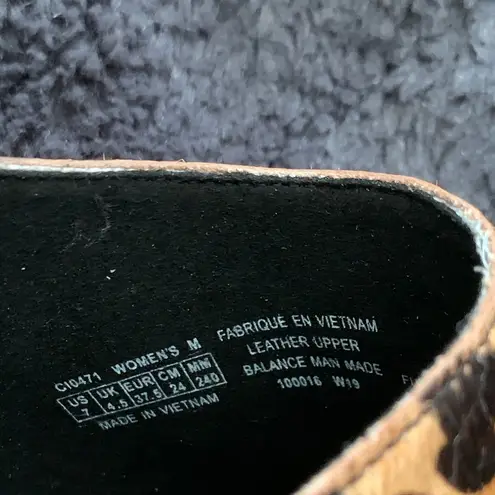 CI0471 WOMEN'S M
US UK EUR CM MM
7 4.5 37.5 24 240
MADE IN VIETNAM
FABRIQUE EN VIETNAM
LEATHER UPPER
BALANCE MAN MADE
100016 W19